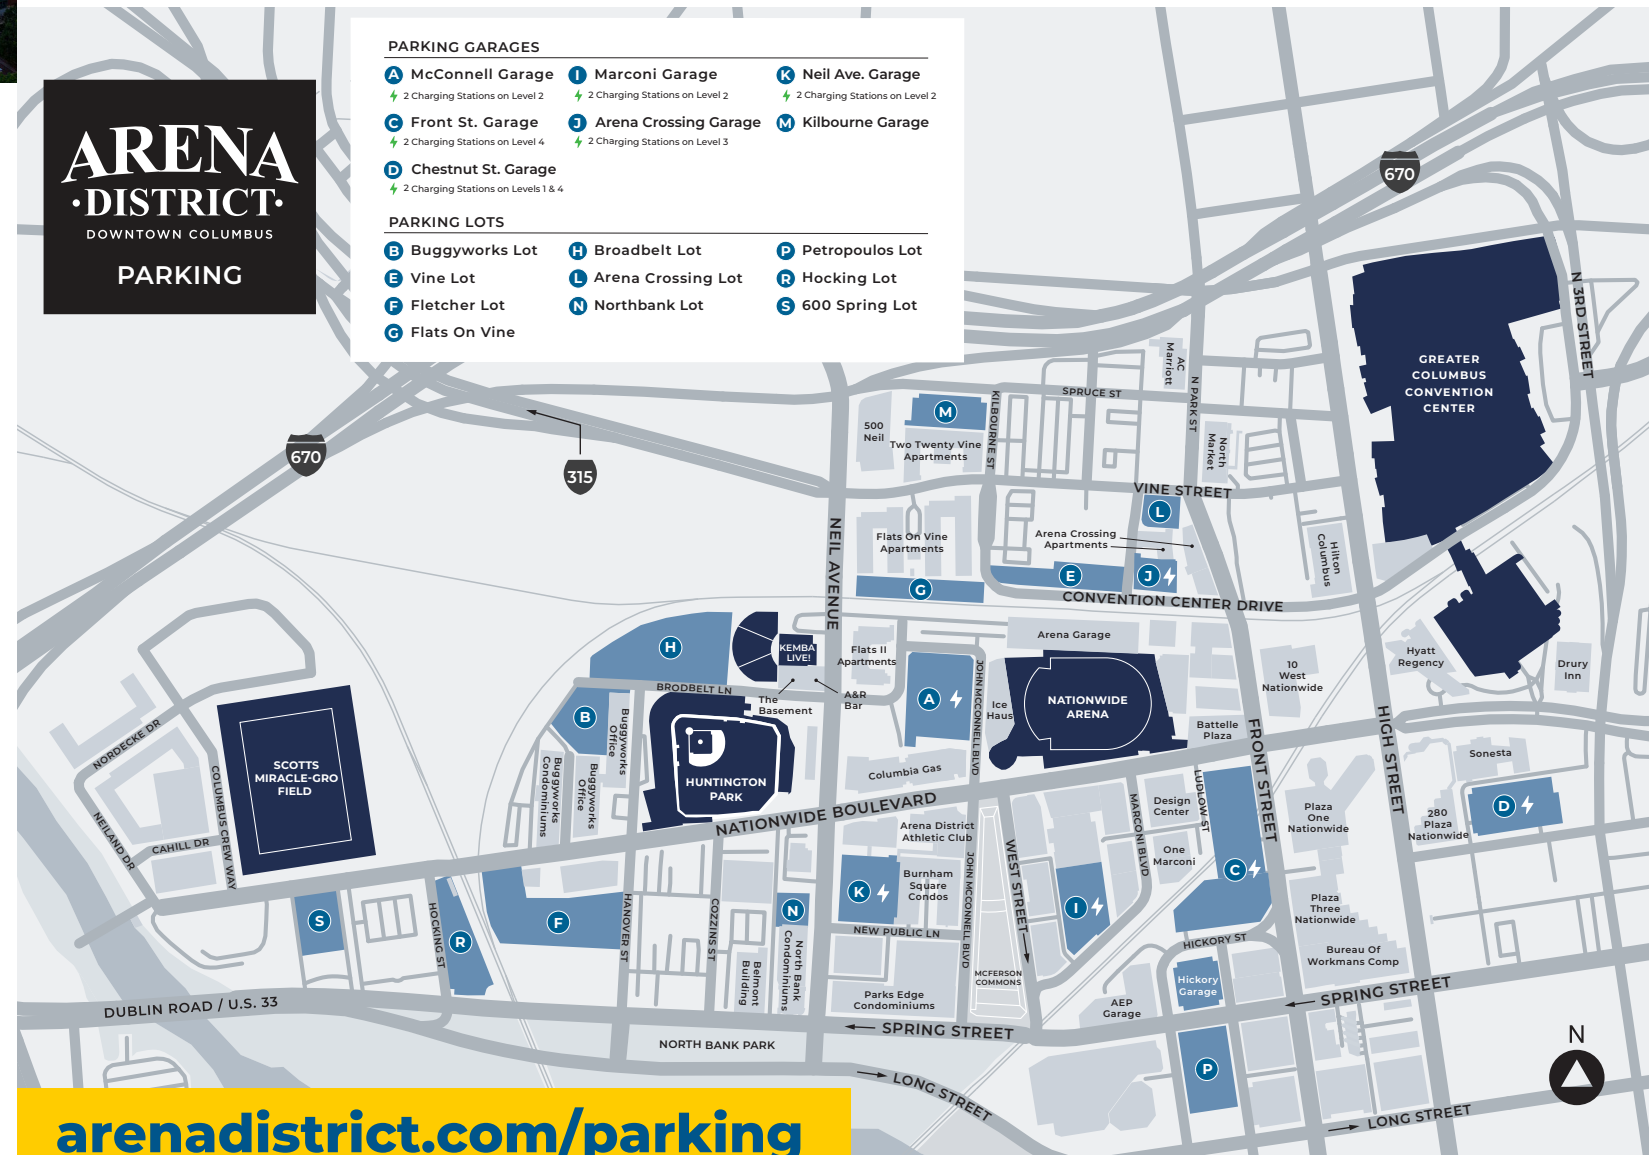 ARENA
·DISTRICT·
DOWNTOWN COLUMBUS
PARKING
PARKING GARAGES
A McConnell Garage
2 Charging Stations on Level 2
C Front St. Garage
2 Charging Stations on Level 4
D Chestnut St. Garage
2 Charging Stations on Levels 1 & 4
I Marconi Garage
2 Charging Stations on Level 2
J Arena Crossing Garage
2 Charging Stations on Level 3
K Neil Ave. Garage
2 Charging Stations on Level 2
M Kilbourne Garage
PARKING LOTS
B Buggyworks Lot
E Vine Lot
F Fletcher Lot
G Flats On Vine
H Broadbelt Lot
L Arena Crossing Lot
N Northbank Lot
P Petropoulos Lot
R Hocking Lot
S 600 Spring Lot
670
670
315
GREATER
COLUMBUS
CONVENTION
CENTER
N 3RD STREET
AC
Marriott
N PARK ST
SPRUCE ST
KILBOURNE ST
M
500
Neil
Two Twenty Vine
Apartments
North
Market
VINE STREET
L
NEIL AVENUE
Flats On Vine
Apartments
Arena Crossing
Apartments
Hilton
Columbus
G
E
J
CONVENTION CENTER DRIVE
H
KEMBA
LIVE!
Flats II
Apartments
Arena Garage
BRODBELT LN
The
Basement
A&R
Bar
A
JOHN MCCONNELL BLVD
Ice
Haus
NATIONWIDE
ARENA
10
West
Nationwide
Hyatt
Regency
Drury
Inn
B
Buggyworks
Office
Buggyworks
Office
Buggyworks
Condominiums
HUNTINGTON
PARK
Columbia Gas
Battelle
Plaza
FRONT STREET
HIGH STREET
Sonesta
NORDECKE DR
SCOTTS
MIRACLE-GRO
FIELD
COLUMBUS CREW WAY
NEILAND DR
CAHILL DR
NATIONWIDE BOULEVARD
Arena District
Athletic Club
WEST STREET
MARCONI BLVD
Design
Center
LUDLOW ST
One
Marconi
Plaza
One
Nationwide
280
Plaza
Nationwide
D
K
Burnham
Square
Condos
JOHN MCCONNELL BLVD
I
C
Plaza
Three
Nationwide
S
HOCKING ST
R
F
HANOVER ST
COZZINS ST
N
NEW PUBLIC LN
HICKORY ST
Bureau Of
Workmans Comp
Belmont
Building
North Bank
Condominiums
Parks Edge
Condominiums
MCFERSON
COMMONS
AEP
Garage
Hickory
Garage
SPRING STREET
DUBLIN ROAD / U.S. 33
SPRING STREET
NORTH BANK PARK
P
LONG STREET
LONG STREET
N
arenadistrict.com/parking